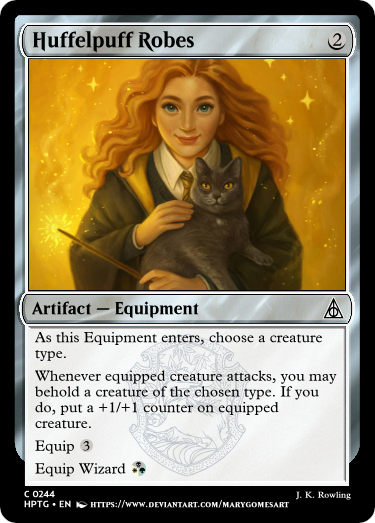 Huffelpuff Robes 2
Artifact — Equipment
As this Equipment enters, choose a creature
type.
Whenever equipped creature attacks, you may
behold a creature of the chosen type. If you
do, put a +1/+1 counter on equipped
creature.
Equip 3
Equip Wizard
C 0244
J. K. Rowling
HPTG • EN HTTPS://WWW.DEVIANTART.COM/MARYGOMESART